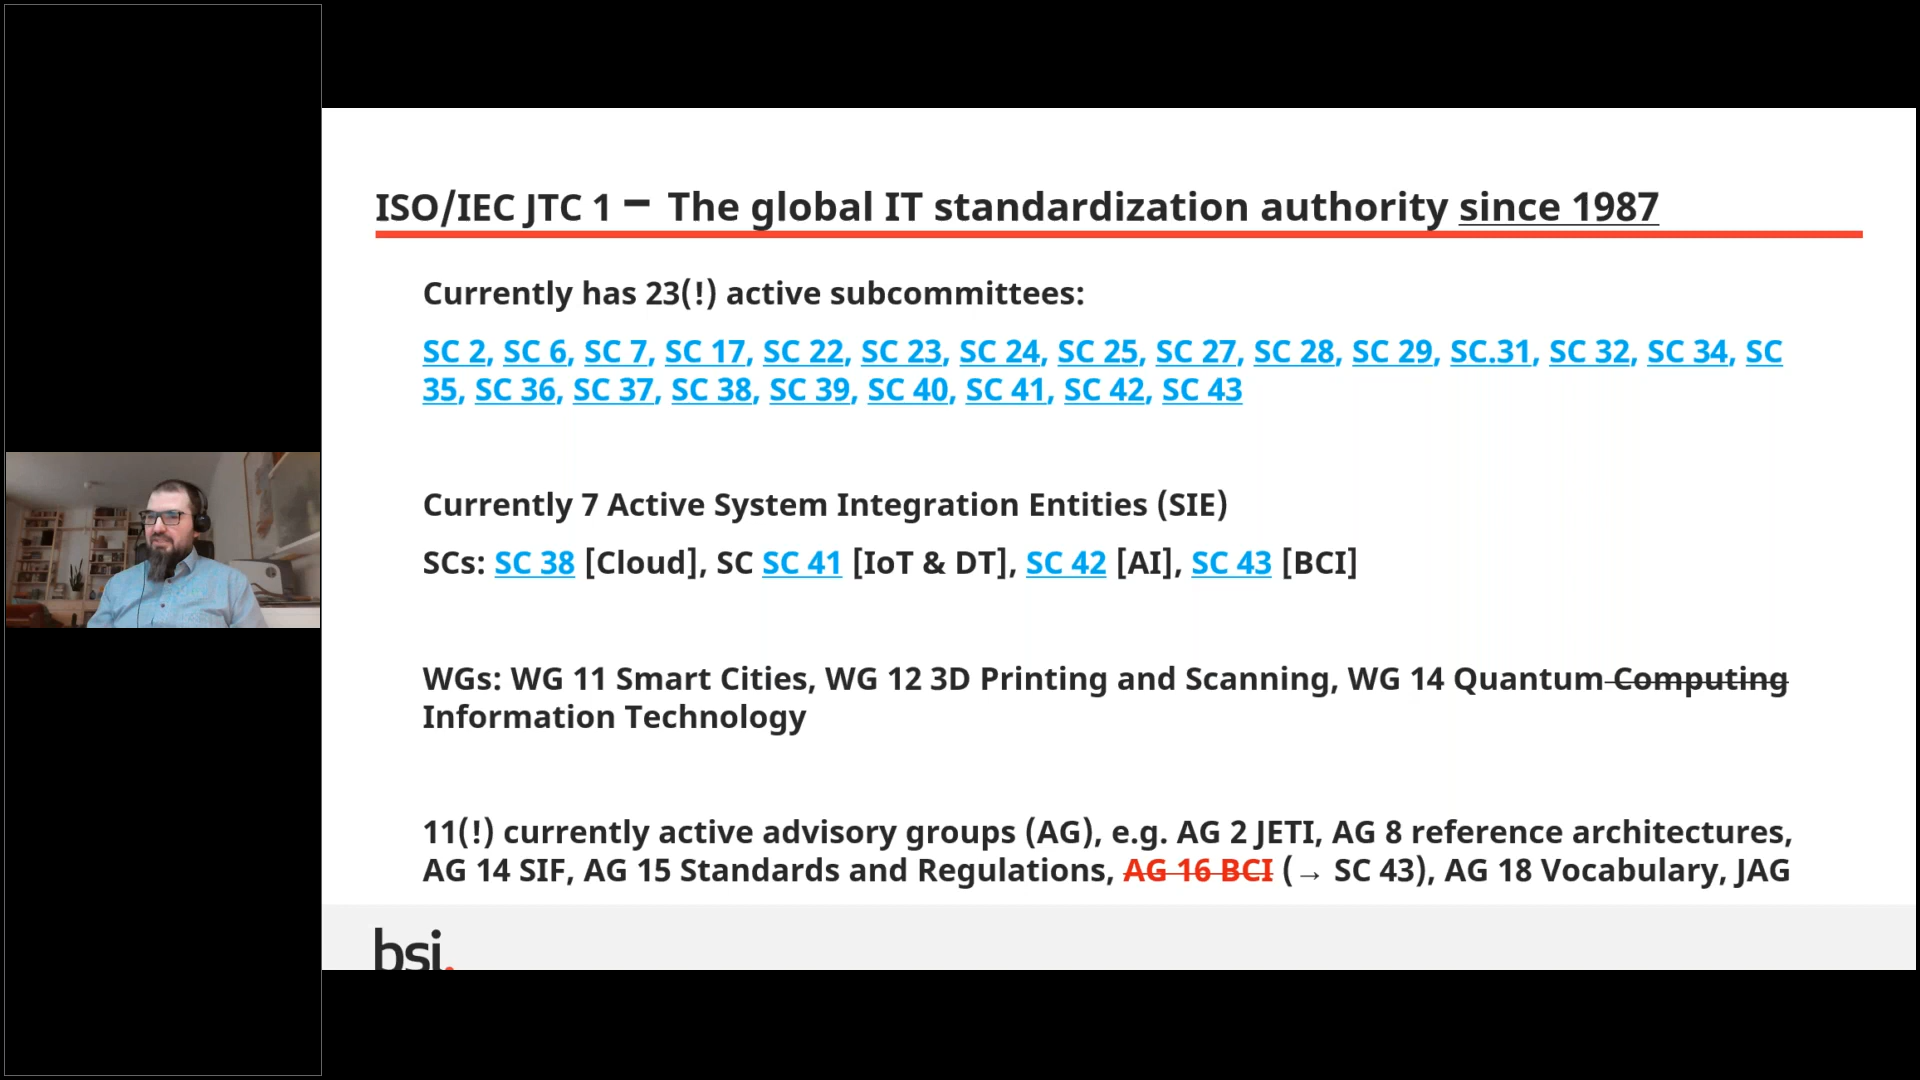 ISO/IEC JTC 1 – The global IT standardization authority since 1987
Currently has 23(!) active subcommittees:
SC 2, SC 6, SC 7, SC 17, SC 22, SC 23, SC 24, SC 25, SC 27, SC 28, SC 29, SC.31, SC 32, SC 34, SC
35, SC 36, SC 37, SC 38, SC 39, SC 40, SC 41, SC 42, SC 43
Currently 7 Active System Integration Entities (SIE)
SCs: SC 38 [Cloud], SC SC 41 [IoT & DT], SC 42 [AI], SC 43 [BCI]
WGs: WG 11 Smart Cities, WG 12 3D Printing and Scanning, WG 14 Quantum Computing
Information Technology
11(!) currently active advisory groups (AG), e.g. AG 2 JETI, AG 8 reference architectures,
AG 14 SIF, AG 15 Standards and Regulations, AG 16 BCI (→ SC 43), AG 18 Vocabulary, JAG
bsi.